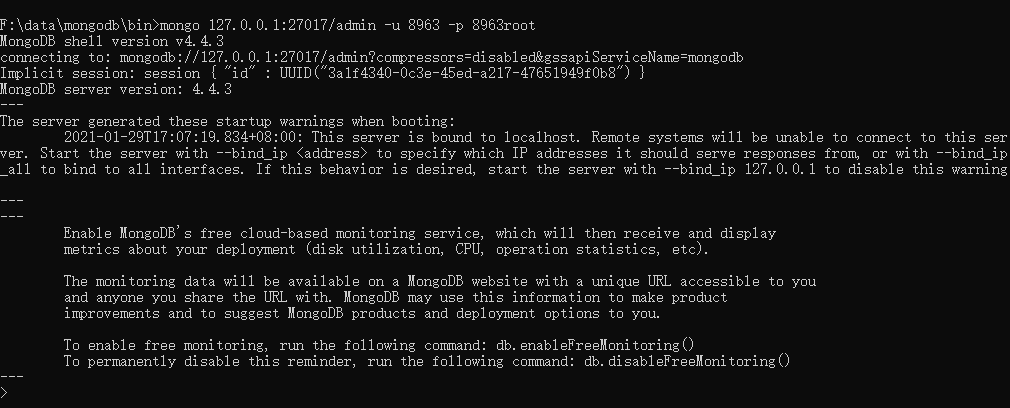 F:\data\mongodb\bin>mongo 127.0.0.1:27017/admin -u 8963 -p 8963root
MongoDB shell version v4.4.3
connecting to: mongodb://127.0.0.1:27017/admin?compressors=disabled&gssapiServiceName=mongodb
Implicit session: session { "id" : UUID("3a1f4340-0c3e-45ed-a217-47651949f0b8") }
MongoDB server version: 4.4.3
---
The server generated these startup warnings when booting:
        2021-01-29T17:07:19.834+08:00: This server is bound to localhost. Remote systems will be unable to connect to this ser
ver. Start the server with --bind_ip <address> to specify which IP addresses it should serve responses from, or with --bind_ip
_all to bind to all interfaces. If this behavior is desired, start the server with --bind_ip 127.0.0.1 to disable this warning
---
---
        Enable MongoDB's free cloud-based monitoring service, which will then receive and display
        metrics about your deployment (disk utilization, CPU, operation statistics, etc).

        The monitoring data will be available on a MongoDB website with a unique URL accessible to you
        and anyone you share the URL with. MongoDB may use this information to make product
        improvements and to suggest MongoDB products and deployment options to you.

        To enable free monitoring, run the following command: db.enableFreeMonitoring()
        To permanently disable this reminder, run the following command: db.disableFreeMonitoring()
---
>